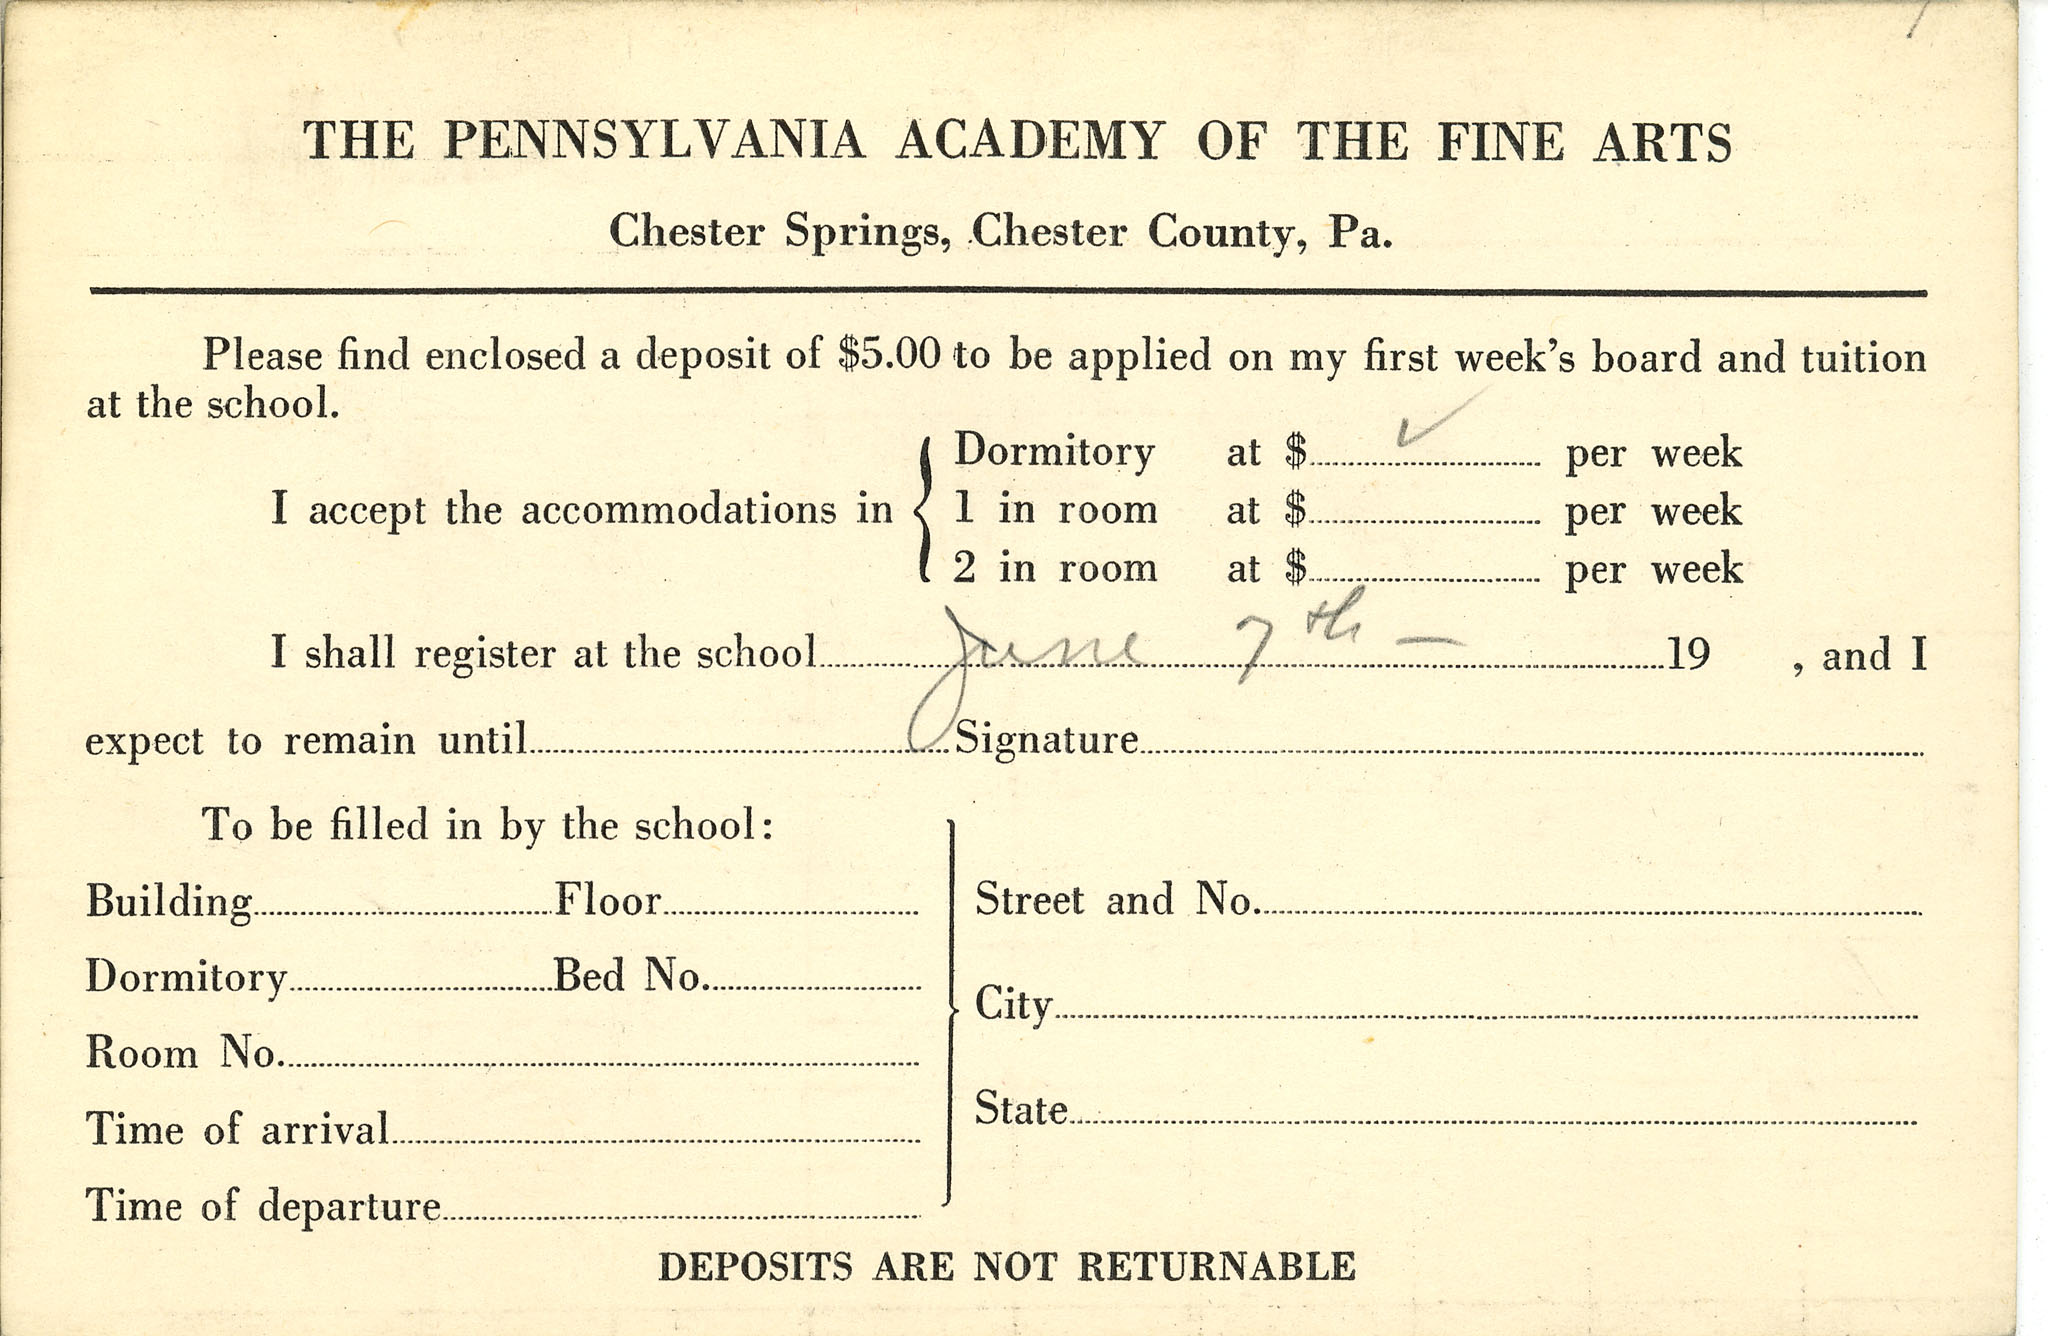 THE PENNSYLVANIA ACADEMY OF THE FINE ARTS
Chester Springs, Chester County, Pa.
Please find enclosed a deposit of $5.00 to be applied on my first week's board and tuition
at the school.
I accept the accommodations in
Dormitory at $ ✓ per week
1 in room at $ per week
2 in room at $ per week
I shall register at the school June 7th — 19 , and I
expect to remain until Signature
To be filled in by the school:
Building Floor
Dormitory Bed No.
Room No.
Time of arrival
Time of departure
Street and No.
City
State
DEPOSITS ARE NOT RETURNABLE